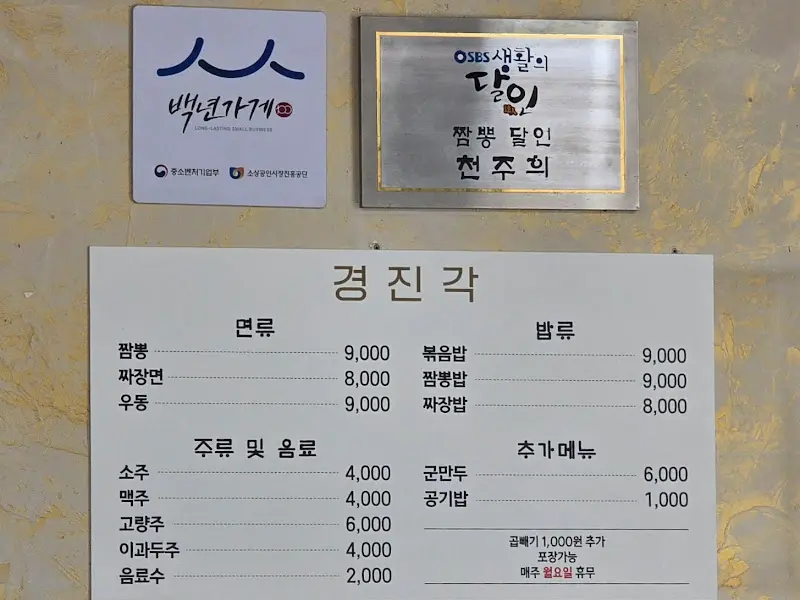 백년가게 100
LONG-LASTING SMALL BUSINESS
중소벤처기업부 소상공인시장진흥공단
SBS 생활의
달인
짬뽕 달인
천주희
경진각
면류
짬뽕 9,000
짜장면 8,000
우동 9,000
밥류
볶음밥 9,000
짬뽕밥 9,000
짜장밥 8,000
주류 및 음료
소주 4,000
맥주 4,000
고량주 6,000
이과두주 4,000
음료수 2,000
추가메뉴
군만두 6,000
공기밥 1,000
곱빼기 1,000원 추가
포장가능
매주 월요일 휴무